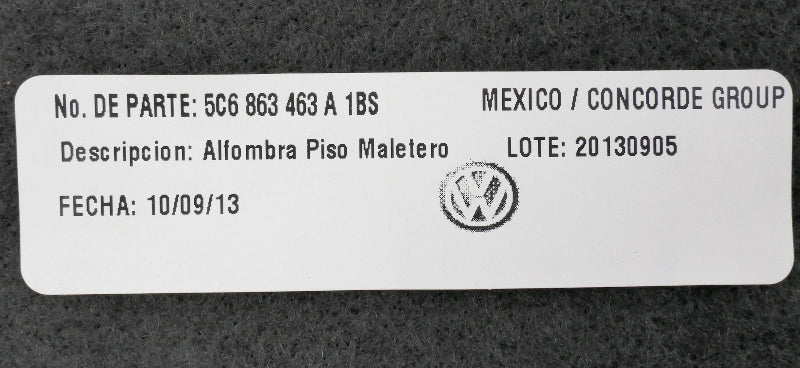 No. DE PARTE: 5C6 863 463 A 1BS MEXICO / CONCORDE GROUP
Descripcion: Alfombra Piso Maletero LOTE: 20130905
FECHA: 10/09/13